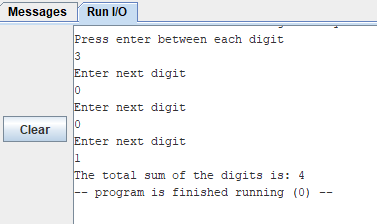 Messages Run I/O
Press enter between each digit
3
Enter next digit
0
Enter next digit
0
Enter next digit
1
The total sum of the digits is: 4
-- program is finished running (0) --
Clear